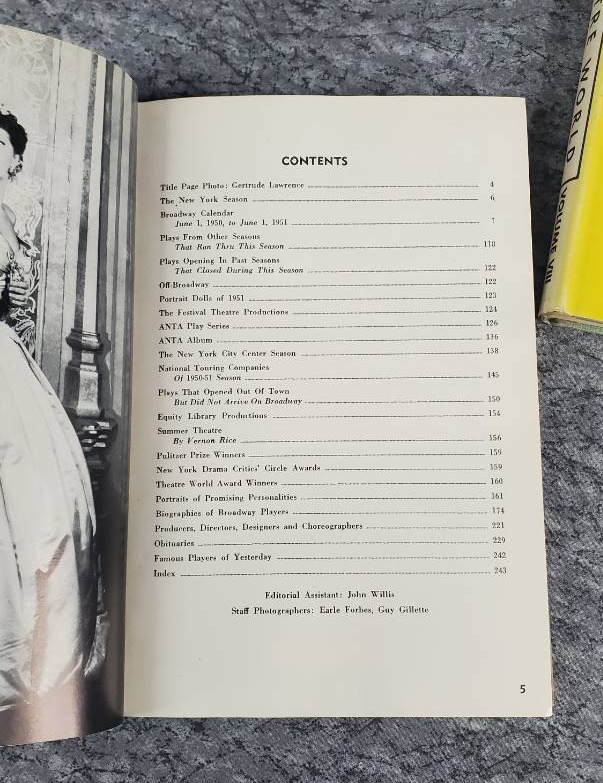 CONTENTS
Title Page Photo: Gertrude Lawrence 4
The New York Season 6
Broadway Calendar
June 1, 1950, to June 1, 1951 7
Plays From Other Seasons
That Ran Thru This Season 110
Plays Opening In Past Seasons
That Closed During This Season 122
Off-Broadway 122
Portrait Dolls of 1951 123
The Festival Theatre Productions 124
ANTA Play Series 126
ANTA Album 136
The New York City Center Season 138
National Touring Companies
Of 1950-51 Season 145
Plays That Opened Out Of Town
But Did Not Arrive On Broadway 150
Equity Library Productions 154
Summer Theatre
By Vernon Rice 156
Pulitzer Prize Winners 159
New York Drama Critics' Circle Awards 159
Theatre World Award Winners 160
Portraits of Promising Personalities 161
Biographies of Broadway Players 174
Producers, Directors, Designers and Choreographers 221
Obituaries 229
Famous Players of Yesterday 242
Index 243
Editorial Assistant: John Willis
Staff Photographers: Earle Forbes, Guy Gillette
5
WORLD
VOLUME VIII